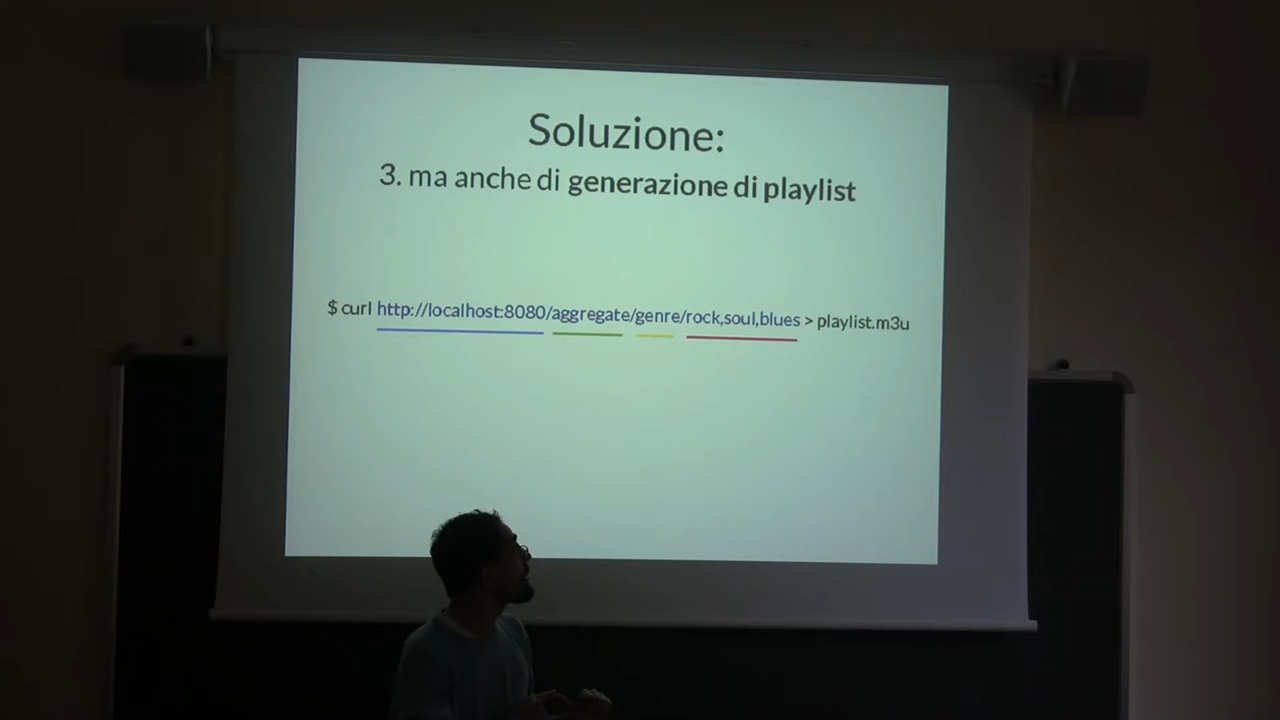 Soluzione:
3. ma anche di generazione di playlist
$ curl http://localhost:8080/aggregate/genre/rock,soul,blues > playlist.m3u